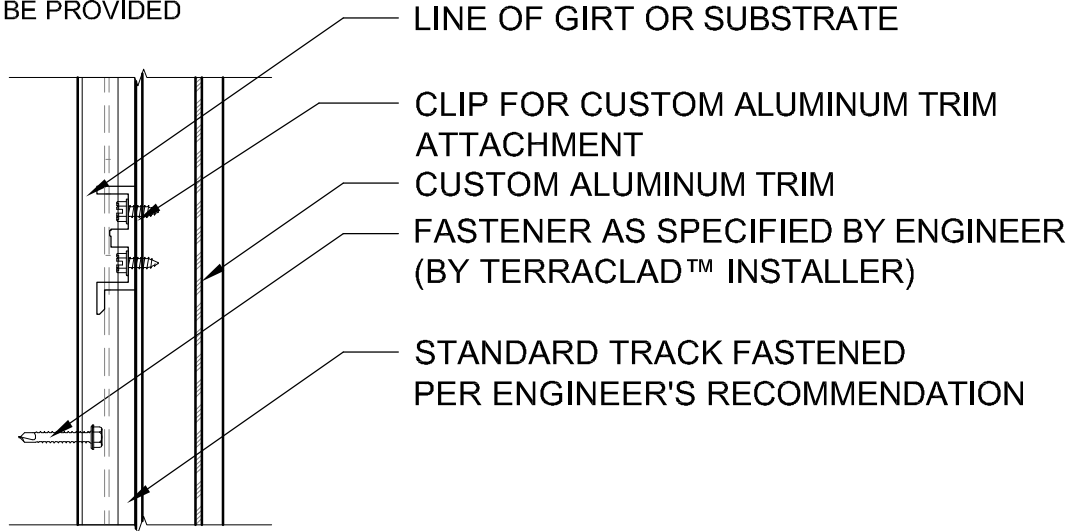 BE PROVIDED
LINE OF GIRT OR SUBSTRATE
CLIP FOR CUSTOM ALUMINUM TRIM
ATTACHMENT
CUSTOM ALUMINUM TRIM
FASTENER AS SPECIFIED BY ENGINEER
(BY TERRACLAD™ INSTALLER)
STANDARD TRACK FASTENED
PER ENGINEER'S RECOMMENDATION